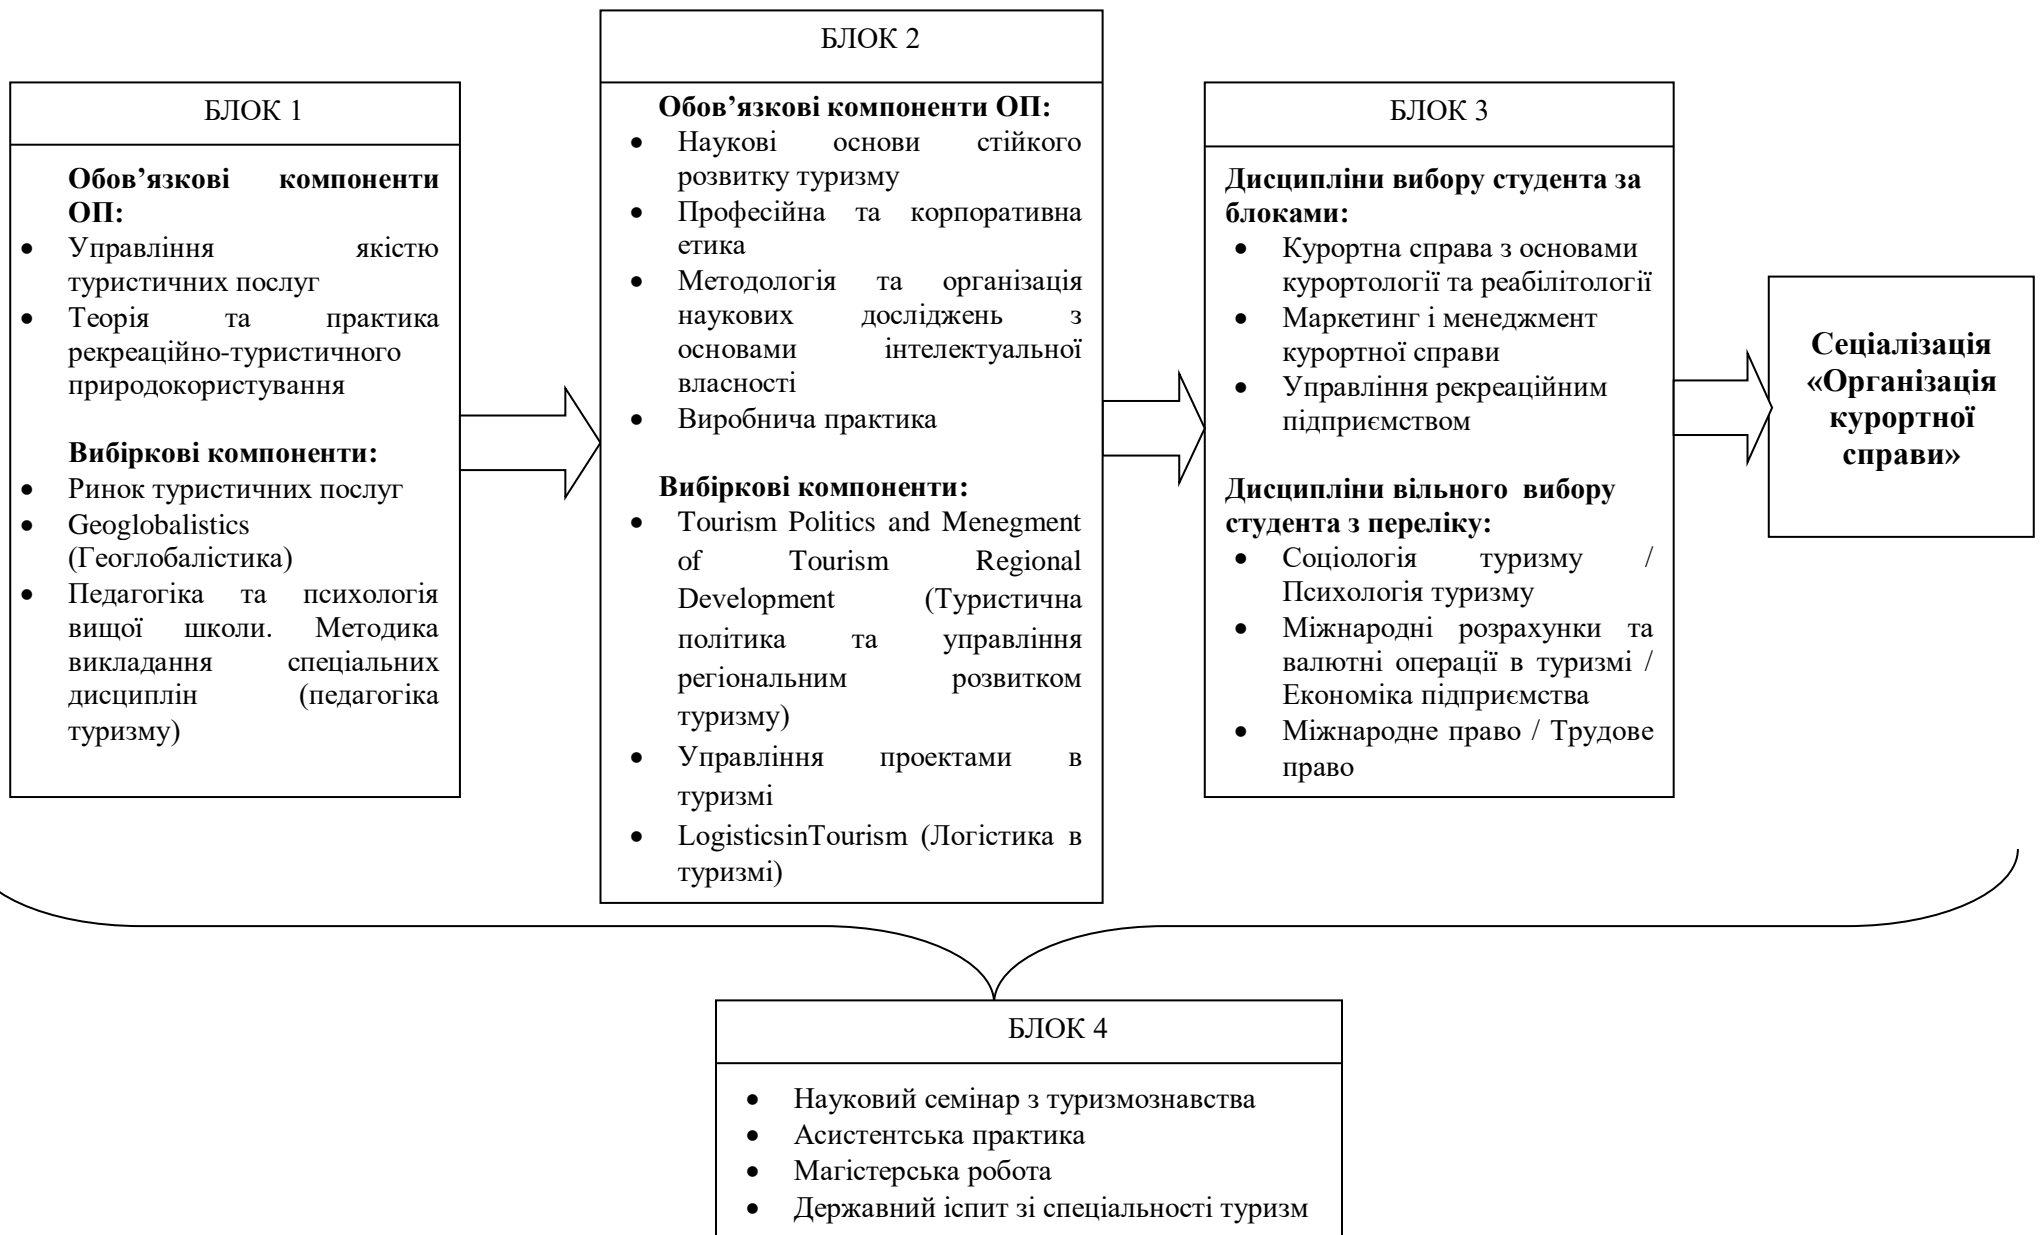 БЛОК 1
Обов’язкові компоненти
ОП:
• Управління якістю
туристичних послуг
• Теорія та практика
рекреаційно-туристичного
природокористування
Вибіркові компоненти:
• Ринок туристичних послуг
• Geoglobalistics
(Геоглобалістика)
• Педагогіка та психологія
вищої школи. Методика
викладання спеціальних
дисциплін (педагогіка
туризму)
БЛОК 2
Обов’язкові компоненти ОП:
• Наукові основи стійкого
розвитку туризму
• Професійна та корпоративна
етика
• Методологія та організація
наукових досліджень з
основами інтелектуальної
власності
• Виробнича практика
Вибіркові компоненти:
• Tourism Politics and Menegment
of Tourism Regional
Development (Туристична
політика та управління
регіональним розвитком
туризму)
• Управління проектами в
туризмі
• LogisticsinTourism (Логістика в
туризмі)
БЛОК 3
Дисципліни вибору студента за
блоками:
• Курортна справа з основами
курортології та реабілітології
• Маркетинг і менеджмент
курортної справи
• Управління рекреаційним
підприємством
Дисципліни вільного вибору
студента з переліку:
• Соціологія туризму /
Психологія туризму
• Міжнародні розрахунки та
валютні операції в туризмі /
Економіка підприємства
• Міжнародне право / Трудове
право
Сеціалізація
«Організація
курортної
справи»
БЛОК 4
• Науковий семінар з туризмознавства
• Асистентська практика
• Магістерська робота
• Державний іспит зі спеціальності туризм